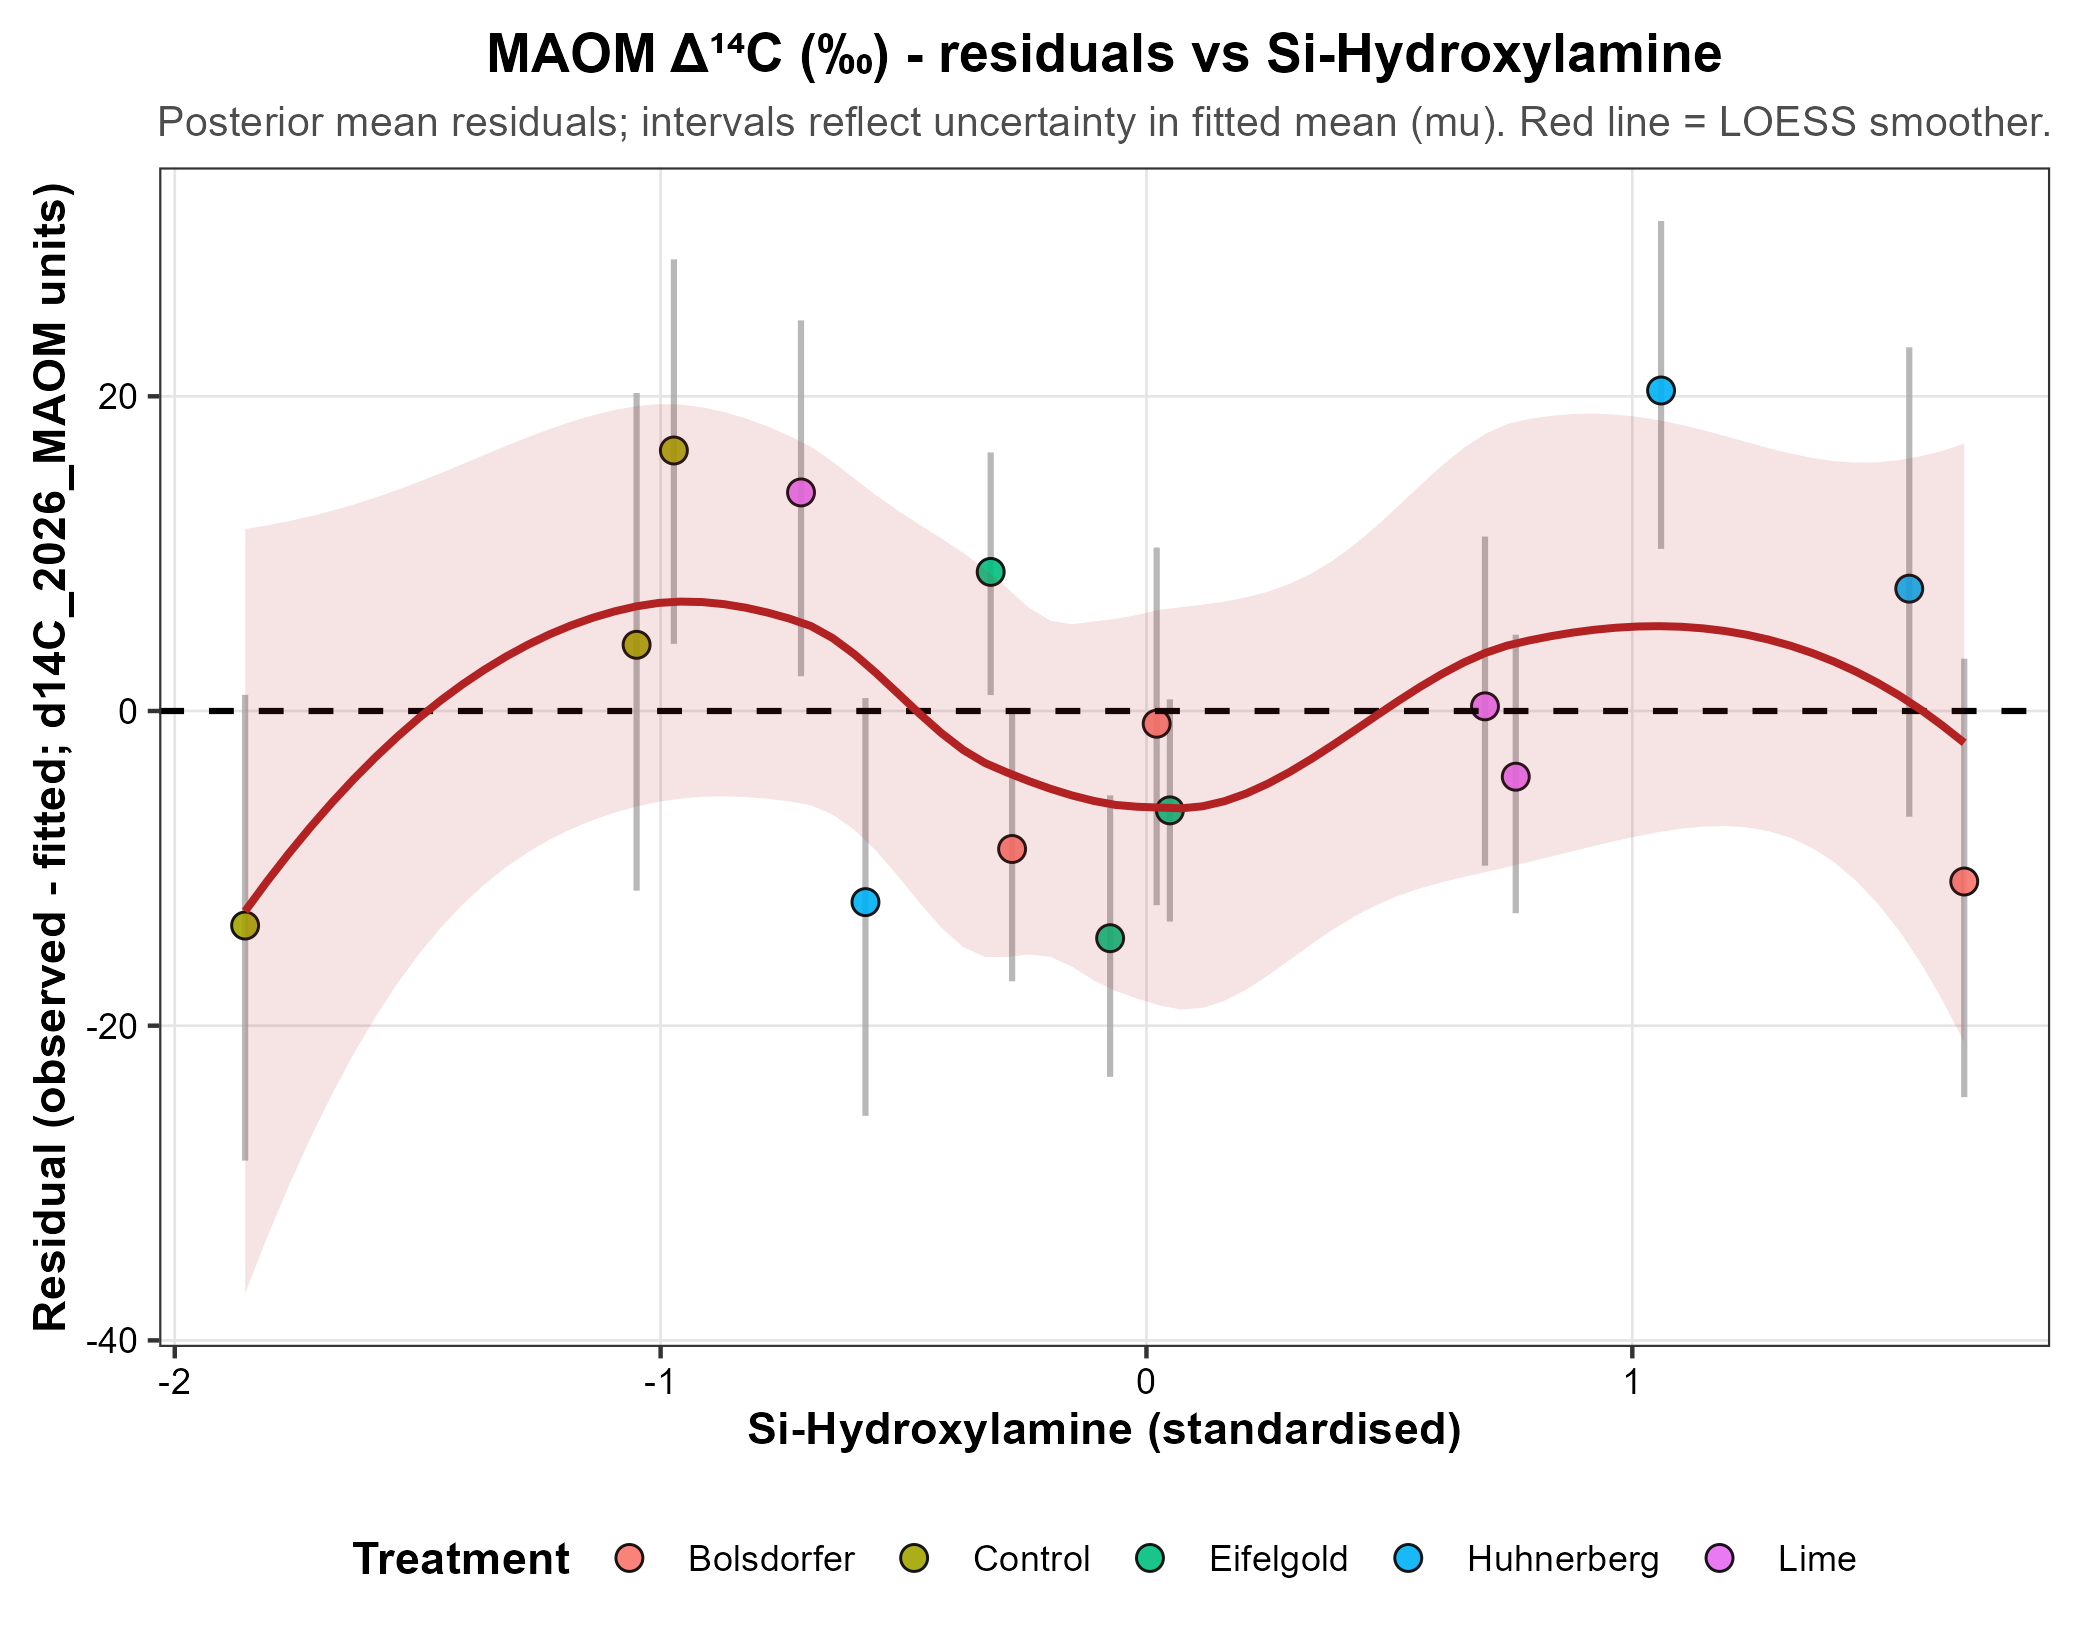 MAOM Δ¹⁴C (‰) - residuals vs Si-Hydroxylamine
Posterior mean residuals; intervals reflect uncertainty in fitted mean (mu). Red line = LOESS smoother.
Residual (observed - fitted; d14C_2026_MAOM units)
20
0
-20
-40
-2
-1
0
1
Si-Hydroxylamine (standardised)
Treatment Bolsdorfer Control Eifelgold Huhnerberg Lime